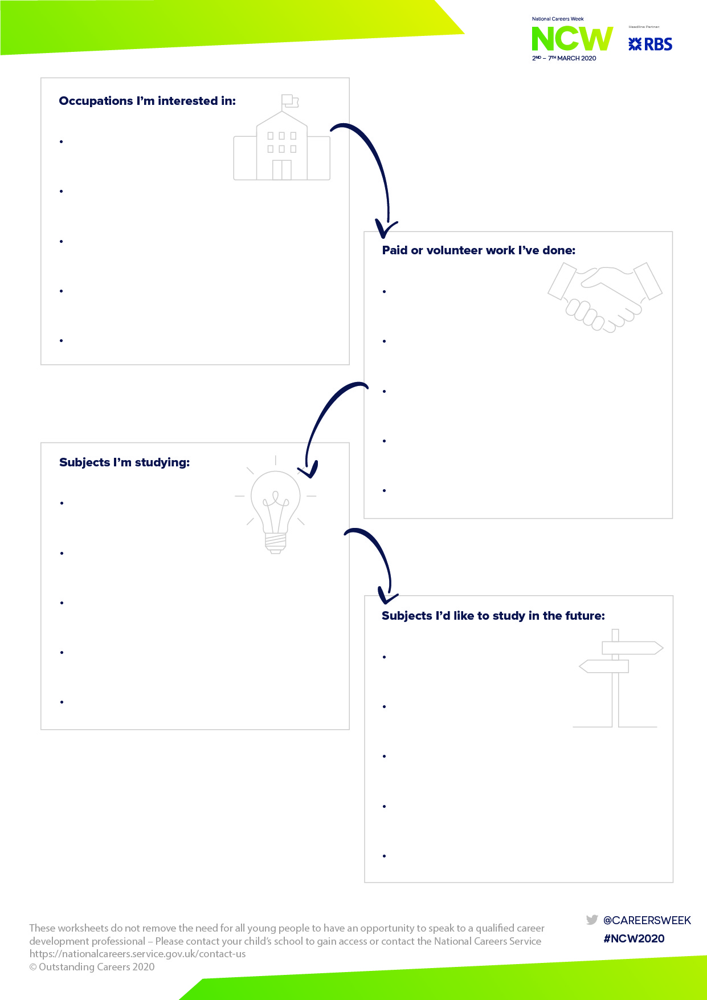 National Careers Week
NCW
2ND – 7TH MARCH 2020
Headline Partner:
RBS
Occupations I’m interested in:
•
•
•
•
•
Paid or volunteer work I’ve done:
•
•
•
•
•
Subjects I’m studying:
•
•
•
•
•
Subjects I’d like to study in the future:
•
•
•
•
•
These worksheets do not remove the need for all young people to have an opportunity to speak to a qualified career
development professional – Please contact your child’s school to gain access or contact the National Careers Service
https://nationalcareers.service.gov.uk/contact-us
© Outstanding Careers 2020
@CAREERSWEEK
#NCW2020